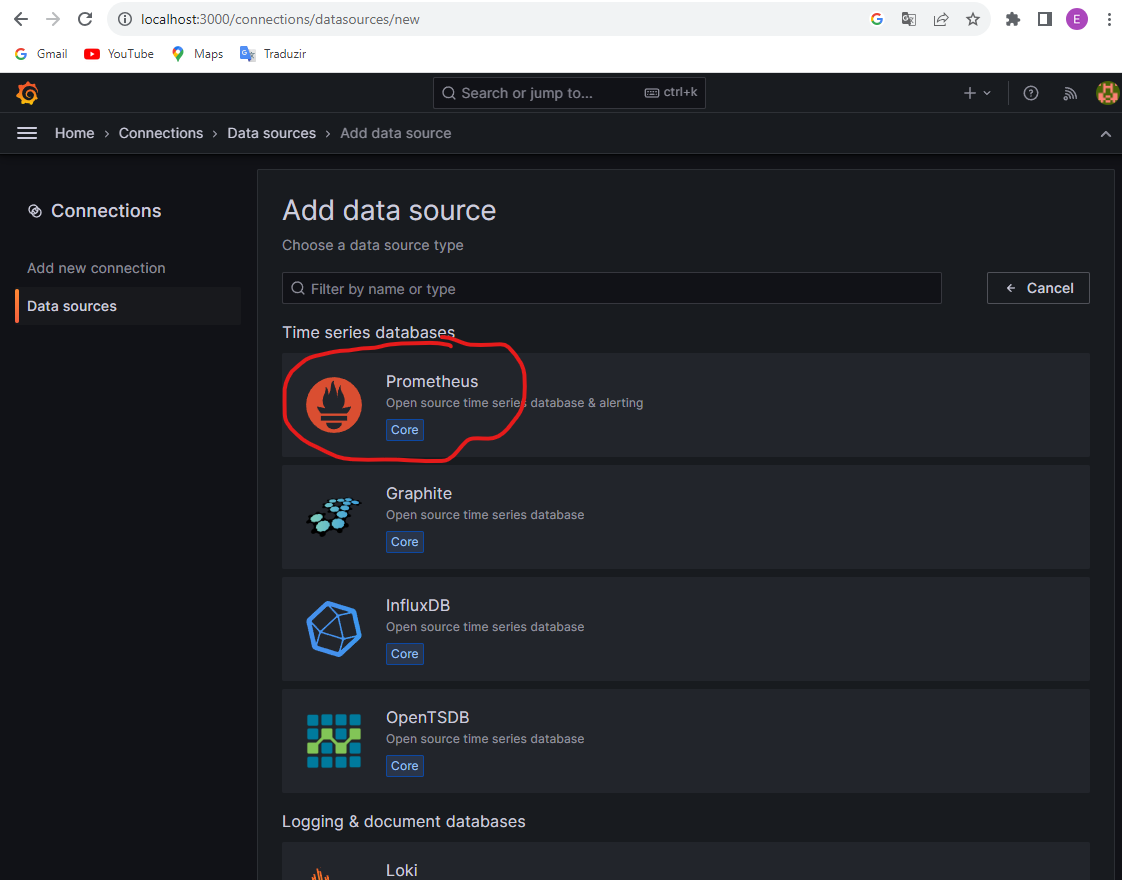 localhost:3000/connections/datasources/new
E
Gmail YouTube Maps Traduzir
Search or jump to... ctrl+k
Home › Connections › Data sources › Add data source
Connections
Add new connection
Data sources
Add data source
Choose a data source type
Filter by name or type
← Cancel
Time series databases
Prometheus
Open source time series database & alerting
Core
Graphite
Open source time series database
Core
InfluxDB
Open source time series database
Core
OpenTSDB
Open source time series database
Core
Logging & document databases
Loki